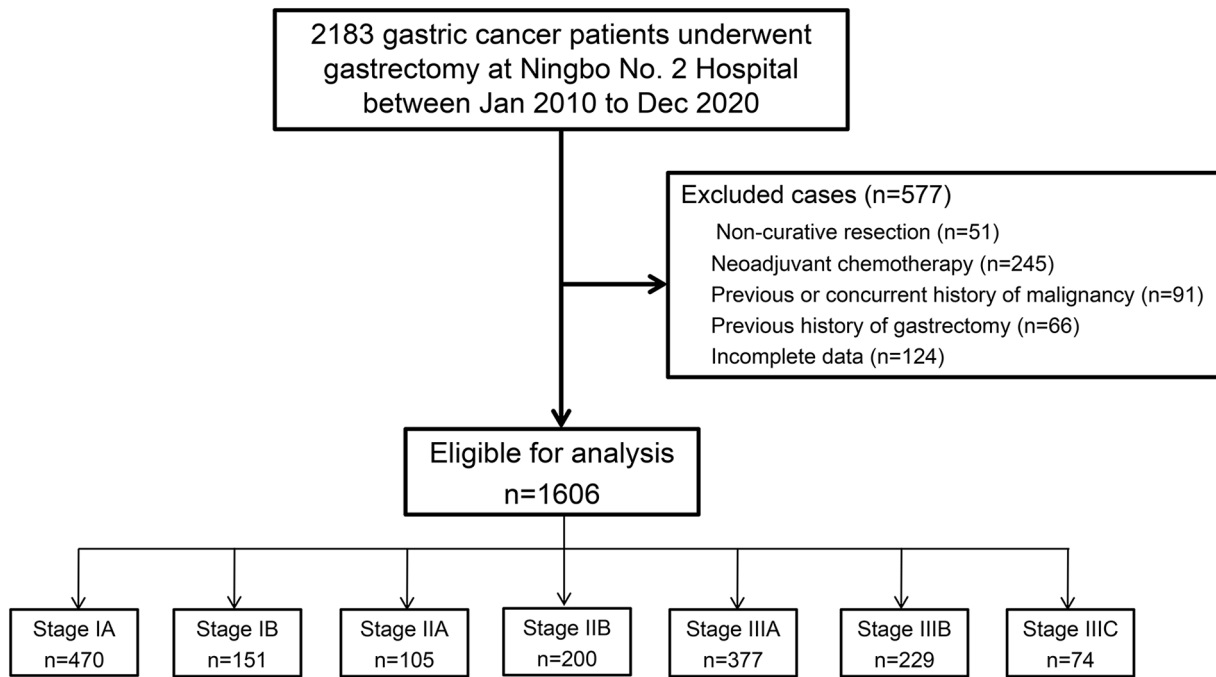 2183 gastric cancer patients underwent
gastrectomy at Ningbo No. 2 Hospital
between Jan 2010 to Dec 2020
Excluded cases (n=577)
Non-curative resection (n=51)
Neoadjuvant chemotherapy (n=245)
Previous or concurrent history of malignancy (n=91)
Previous history of gastrectomy (n=66)
Incomplete data (n=124)
Eligible for analysis
n=1606
Stage IA
n=470
Stage IB
n=151
Stage IIA
n=105
Stage IIB
n=200
Stage IIIA
n=377
Stage IIIB
n=229
Stage IIIC
n=74